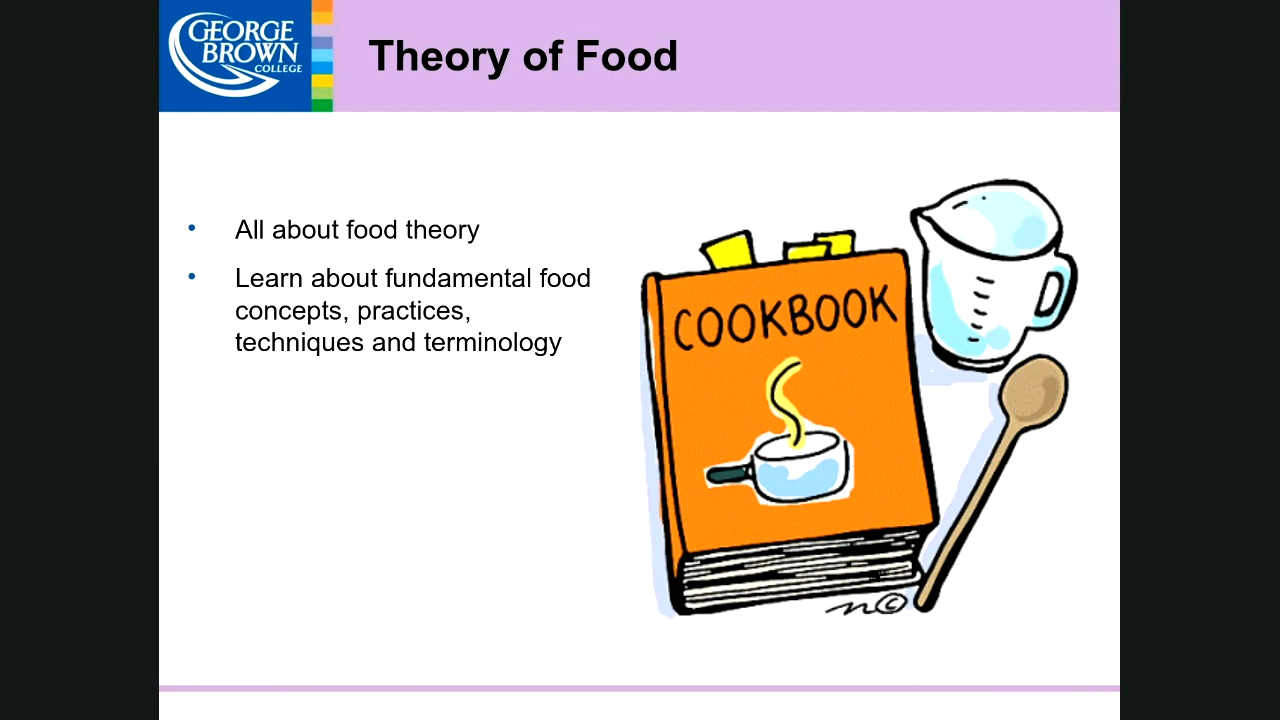 GEORGE
BROWN
COLLEGE
Theory of Food
• All about food theory
• Learn about fundamental food
concepts, practices,
techniques and terminology
COOKBOOK